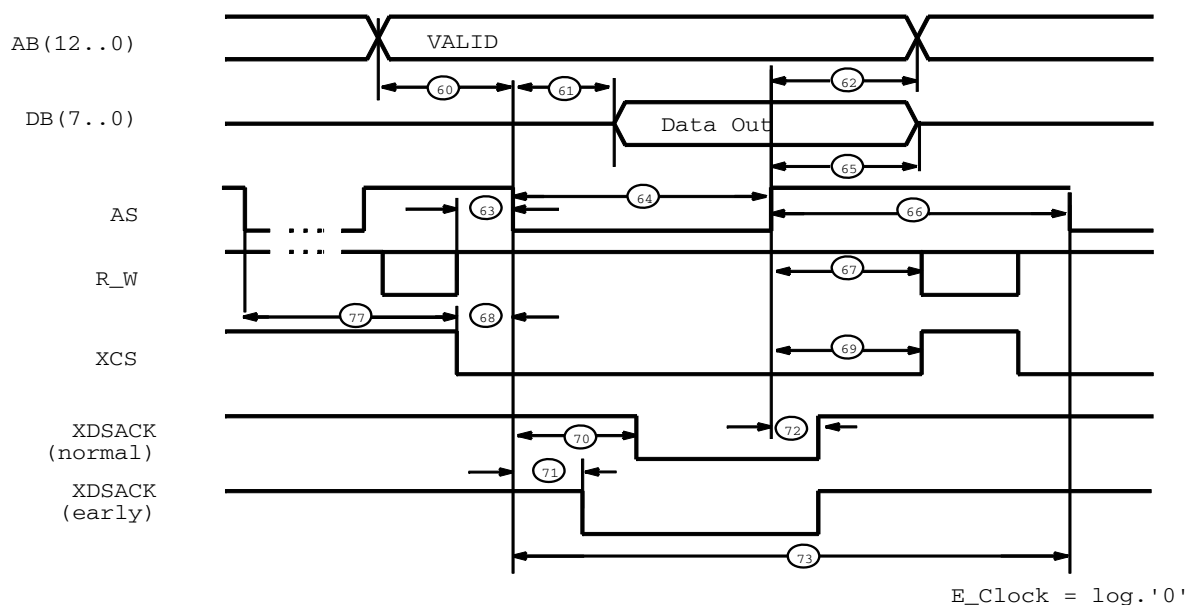 AB(12..0)
VALID
60
61
62
DB(7..0)
Data Out
65
64
AS
63
66
R_W
67
77
68
XCS
69
XDSACK
(normal)
70
72
71
XDSACK
(early)
73
E_Clock = log.'0'